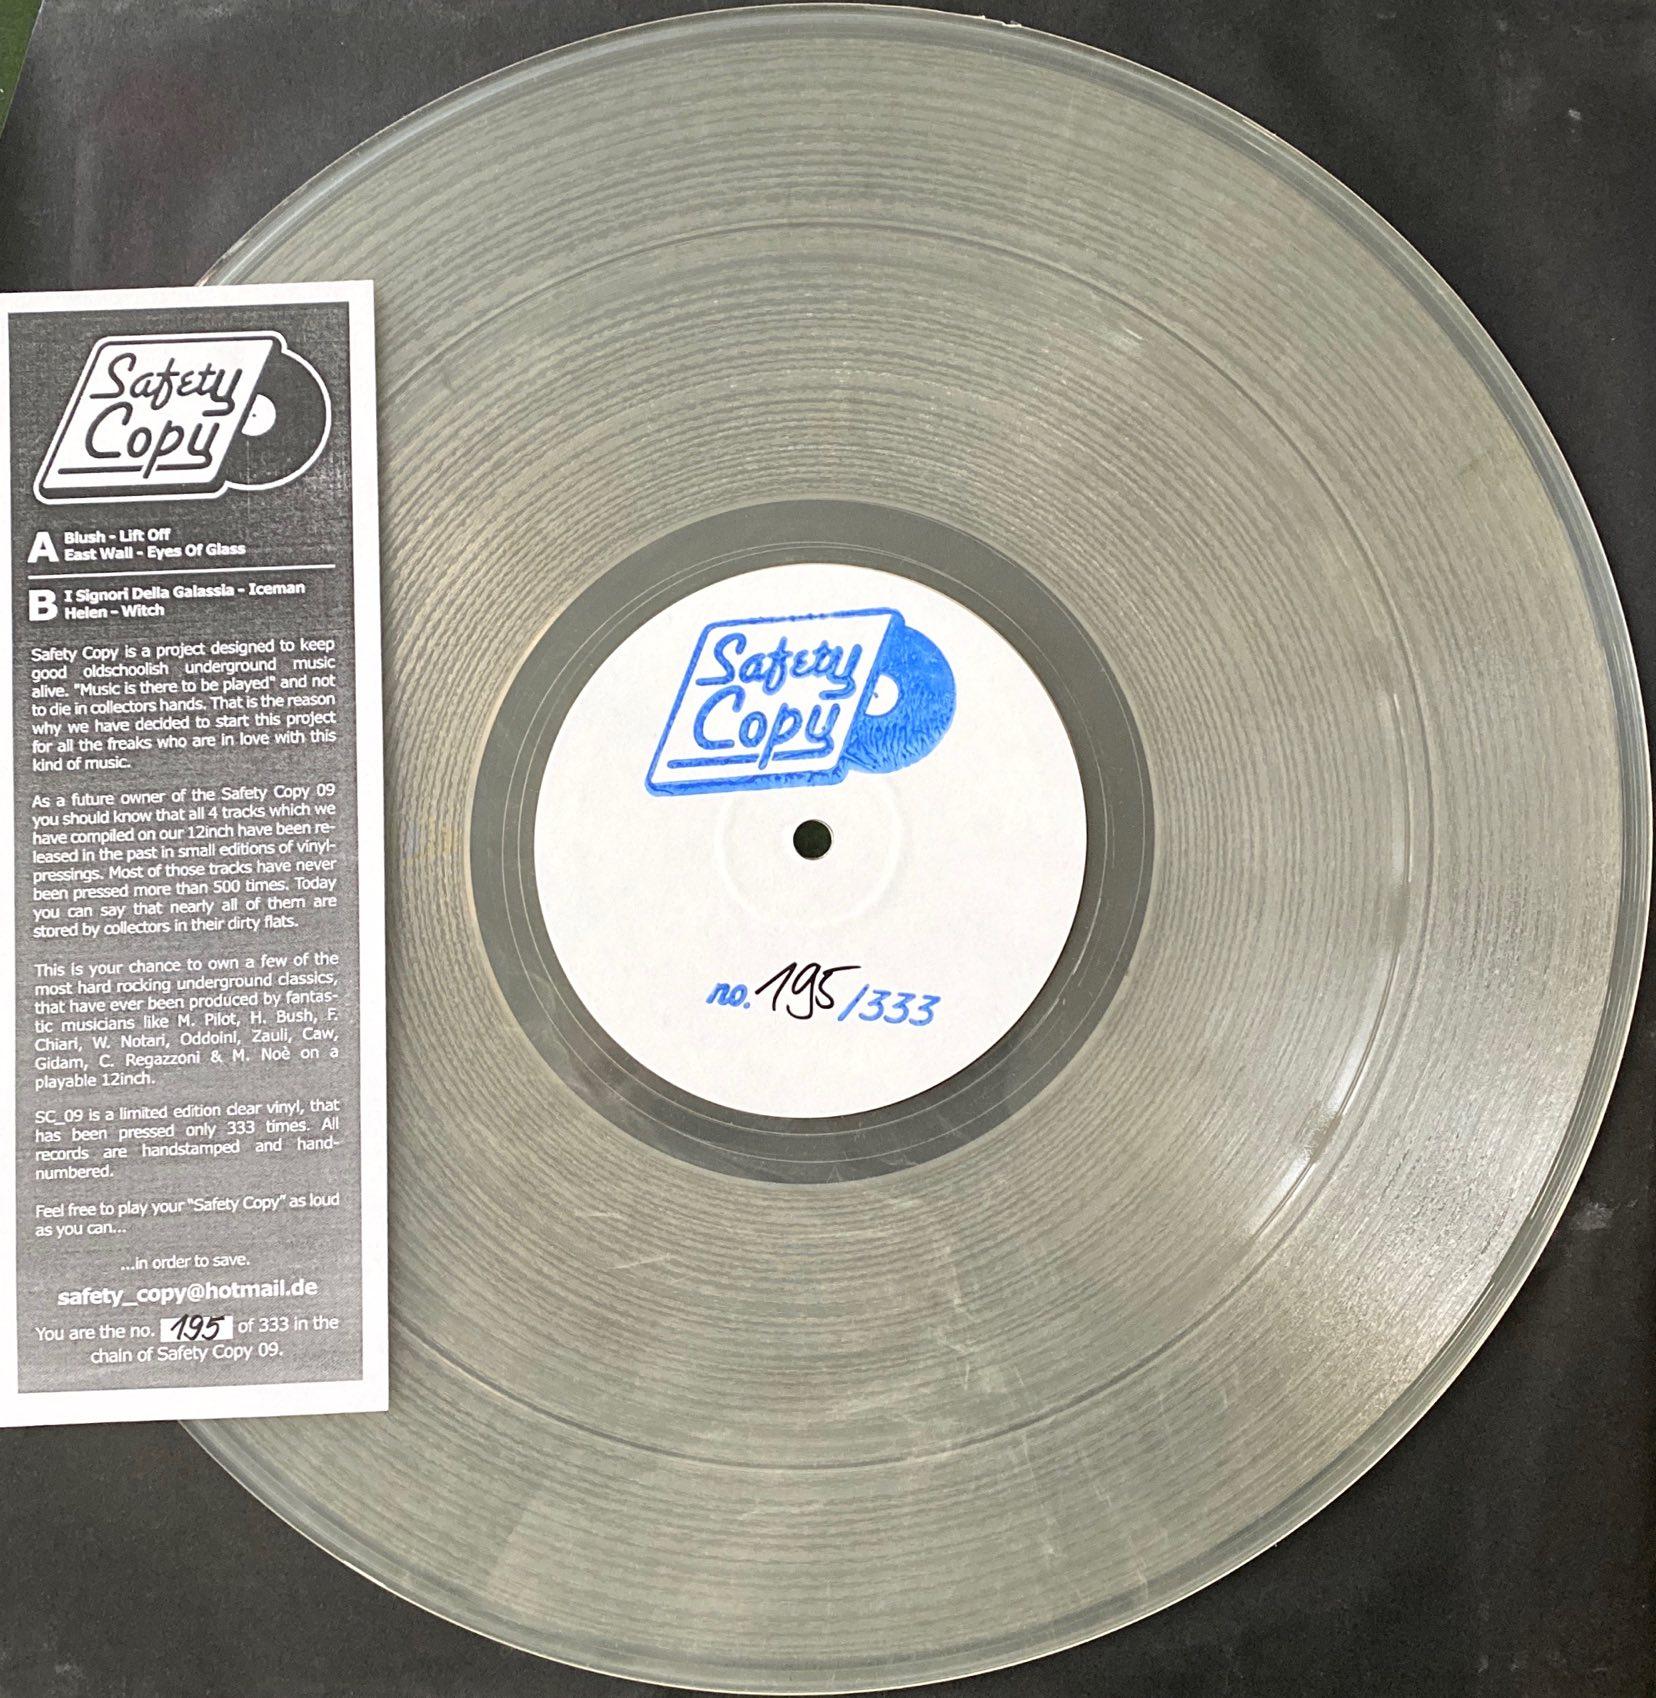 Safety
Copy
A Blush - Lift Off
East Wall - Eyes Of Glass
B I Signori Della Galassia - Iceman
Helen - Witch
Safety Copy is a project designed to keep
good oldschoolish underground music
alive. "Music is there to be played" and not
to die in collectors hands. That is the reason
why we have decided to start this project
for all the freaks who are in love with this
kind of music.
As a future owner of the Safety Copy 09
you should know that all 4 tracks which we
have compiled on our 12inch have been re-
leased in the past in small editions of vinyl-
pressings. Most of those tracks have never
been pressed more than 500 times. Today
you can say that nearly all of them are
stored by collectors in their dirty flats.
This is your chance to own a few of the
most hard rocking underground classics,
that have ever been produced by fantas-
tic musicians like M. Pilot, H. Bush, F.
Chiari, W. Notari, Oddoini, Zauli, Caw,
Gidam, C. Regazzoni & M. Noè on a
playable 12inch.
SC_09 is a limited edition clear vinyl, that
has been pressed only 333 times. All
records are handstamped and hand-
numbered.
Feel free to play your "Safety Copy" as loud
as you can...
...in order to save.
safety_copy@hotmail.de
You are the no. 195 of 333 in the
chain of Safety Copy 09.
Safety
Copy
no. 195 /333